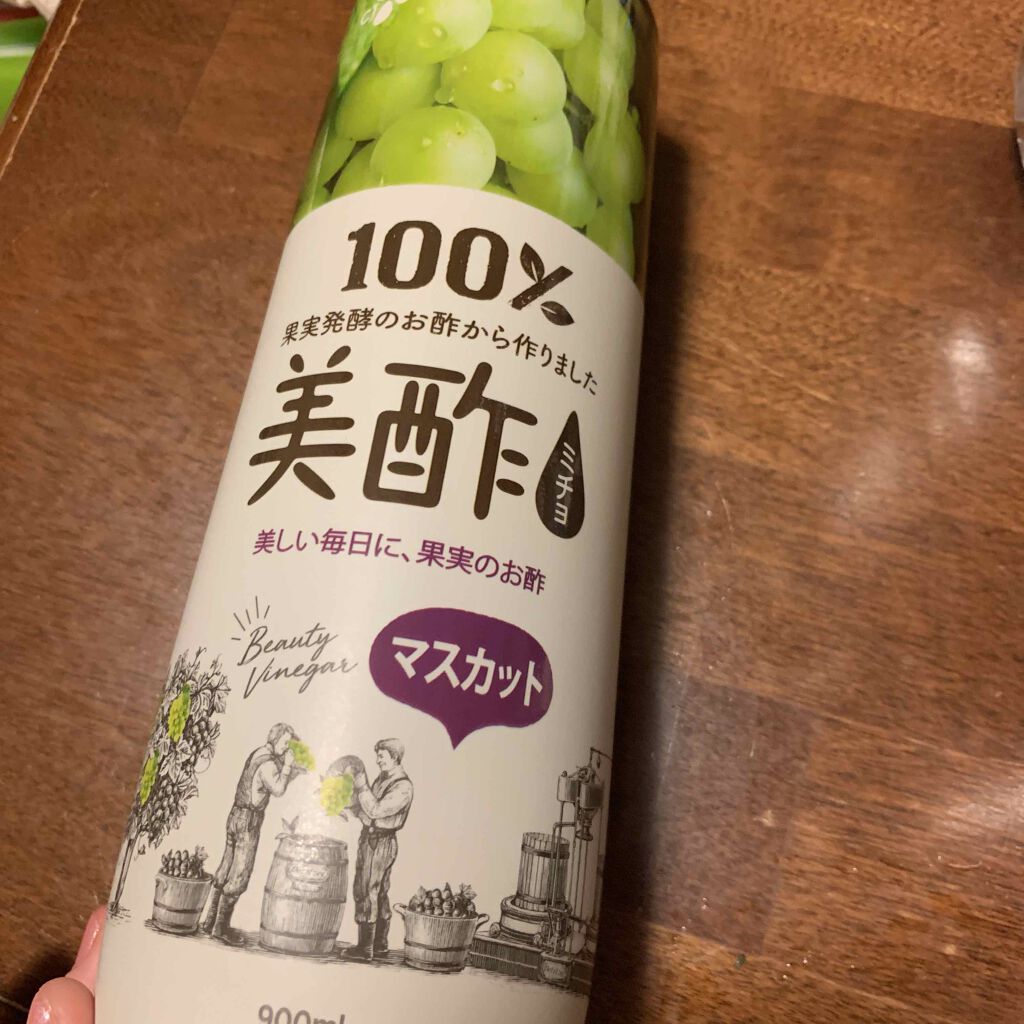 100%
果実発酵のお酢から作りました
美酢
ミチョ
美しい毎日に、果実のお酢
Beauty
Vinegar
マスカット
900ml